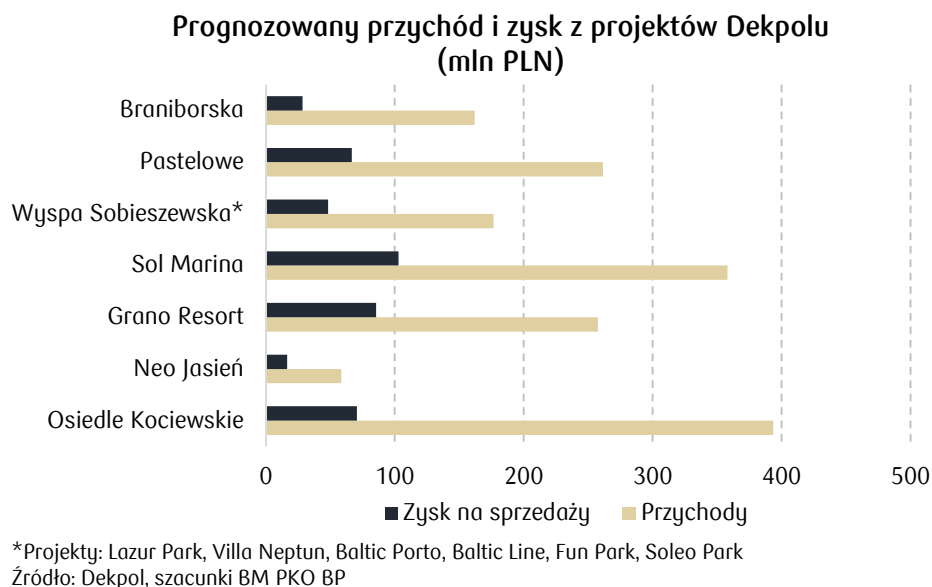 Prognozowany przychód i zysk z projektów Dekpolu
(mln PLN)
Braniborska
Pastelowe
Wyspa Sobieszewska*
Sol Marina
Grano Resort
Neo Jasień
Osiedle Kociewskie
0 100 200 300 400 500
Zysk na sprzedaży Przychody
*Projekty: Lazur Park, Villa Neptun, Baltic Porto, Baltic Line, Fun Park, Soleo Park
Źródło: Dekpol, szacunki BM PKO BP